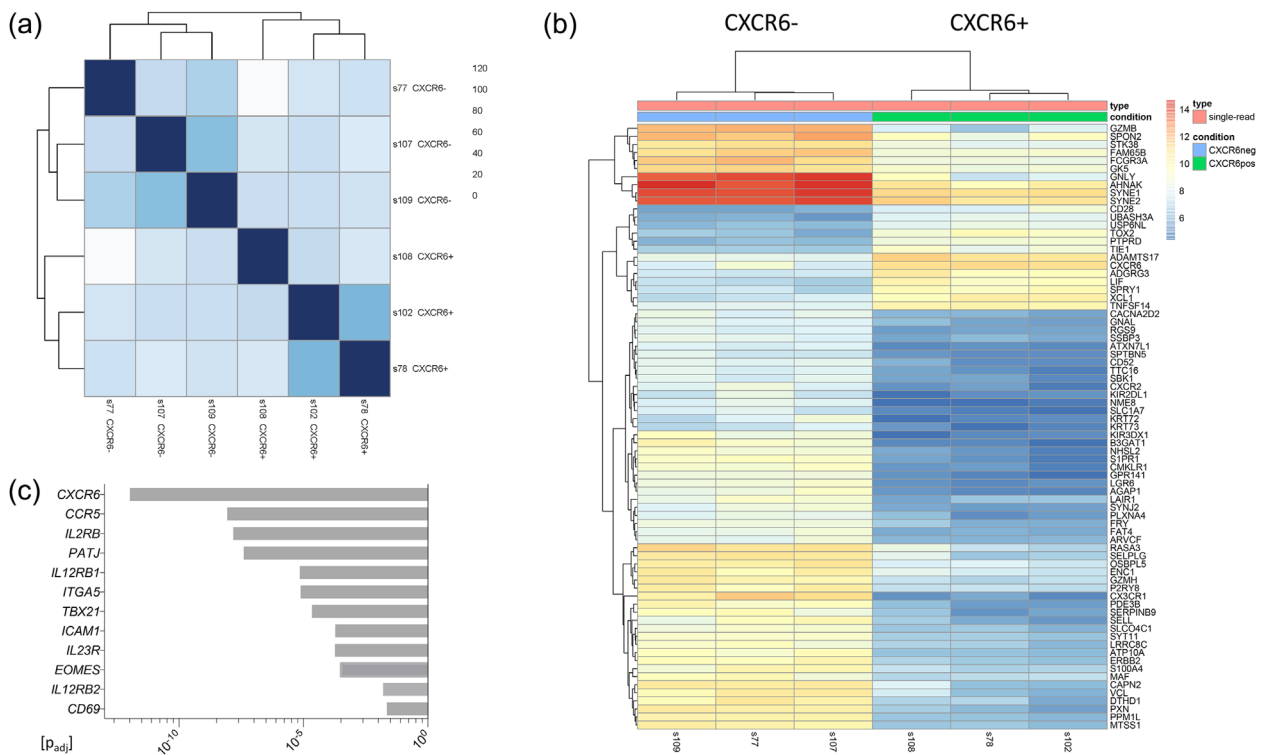 (a)
120
100
80
60
40
20
0
s77 CXCR6-
s107 CXCR6-
s109 CXCR6-
s108 CXCR6+
s102 CXCR6+
s78 CXCR6+
s77 CXCR6-
s107 CXCR6-
s109 CXCR6-
s108 CXCR6+
s102 CXCR6+
s78 CXCR6+
(b)
CXCR6- CXCR6+
type
condition
GZMB
SPON2
STK38
FAM65B
FCGR3A
GK5
GNLY
AHNAK
SYNE1
SYNE2
CD28
UBASH3A
USP6NL
TOX2
PTPRD
TIE1
ADAMTS17
CXCR6
ADGRG3
LIF
SPRY1
XCL1
TNFSF14
CACNA2D2
GNAL
RGS9
SSBP3
ATXN7L1
SPTBN5
CD52
TTC16
SBK1
CXCR2
KIR2DL1
NME8
SLC1A7
KRT72
KRT73
KIR3DX1
B3GAT1
NHSL2
S1PR1
CMKLR1
GPR141
LGR6
AGAP1
LAIR1
SYNJ2
PLXNA4
FRY
FAT4
ARVCF
RASA3
SELPLG
OSBPL5
ENC1
GZMH
P2RY8
CX3CR1
PDE3B
SERPINB9
SELL
SLCO4C1
SYT11
LRRC8C
ATP10A
ERBB2
S100A4
MAF
CAPN2
VCL
DTHD1
PXN
PPM1L
MTSS1
s109
s77
s107
s108
s78
s102
14
12
10
8
6
type
single-read
condition
CXCR6neg
CXCR6pos
(c)
CXCR6
CCR5
IL2RB
PATJ
IL12RB1
ITGA5
TBX21
ICAM1
IL23R
EOMES
IL12RB2
CD69
[padj]
10-10
10-5
100